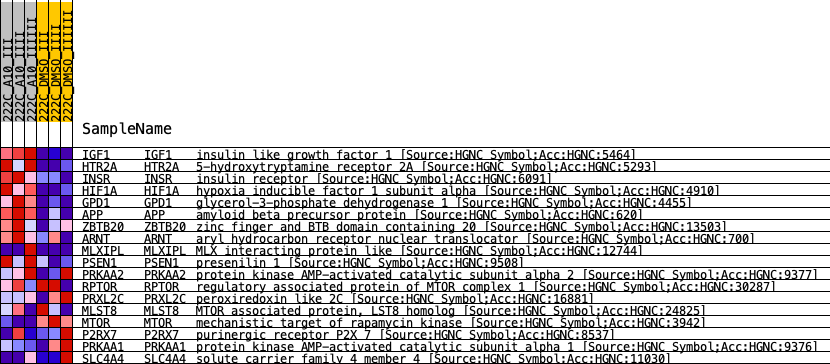 222C_A10_III
222C_A10_IIII
222C_A10_IIIIII
222C_DMSO_III
222C_DMSO_IIII
222C_DMSO_IIIIII
SampleName
IGF1 IGF1 insulin like growth factor 1 [Source:HGNC Symbol;Acc:HGNC:5464]
HTR2A HTR2A 5-hydroxytryptamine receptor 2A [Source:HGNC Symbol;Acc:HGNC:5293]
INSR INSR insulin receptor [Source:HGNC Symbol;Acc:HGNC:6091]
HIF1A HIF1A hypoxia inducible factor 1 subunit alpha [Source:HGNC Symbol;Acc:HGNC:4910]
GPD1 GPD1 glycerol-3-phosphate dehydrogenase 1 [Source:HGNC Symbol;Acc:HGNC:4455]
APP APP amyloid beta precursor protein [Source:HGNC Symbol;Acc:HGNC:620]
ZBTB20 ZBTB20 zinc finger and BTB domain containing 20 [Source:HGNC Symbol;Acc:HGNC:13503]
ARNT ARNT aryl hydrocarbon receptor nuclear translocator [Source:HGNC Symbol;Acc:HGNC:700]
MLXIPL MLXIPL MLX interacting protein like [Source:HGNC Symbol;Acc:HGNC:12744]
PSEN1 PSEN1 presenilin 1 [Source:HGNC Symbol;Acc:HGNC:9508]
PRKAA2 PRKAA2 protein kinase AMP-activated catalytic subunit alpha 2 [Source:HGNC Symbol;Acc:HGNC:9377]
RPTOR RPTOR regulatory associated protein of MTOR complex 1 [Source:HGNC Symbol;Acc:HGNC:30287]
PRXL2C PRXL2C peroxiredoxin like 2C [Source:HGNC Symbol;Acc:HGNC:16881]
MLST8 MLST8 MTOR associated protein, LST8 homolog [Source:HGNC Symbol;Acc:HGNC:24825]
MTOR MTOR mechanistic target of rapamycin kinase [Source:HGNC Symbol;Acc:HGNC:3942]
P2RX7 P2RX7 purinergic receptor P2X 7 [Source:HGNC Symbol;Acc:HGNC:8537]
PRKAA1 PRKAA1 protein kinase AMP-activated catalytic subunit alpha 1 [Source:HGNC Symbol;Acc:HGNC:9376]
SLC4A4 SLC4A4 solute carrier family 4 member 4 [Source:HGNC Symbol;Acc:HGNC:11030]